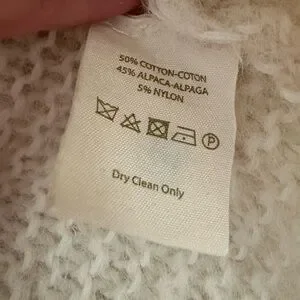 50% COTTON-COTON
45% ALPACA-ALPAGA
5% NYLON
P
Dry Clean Only